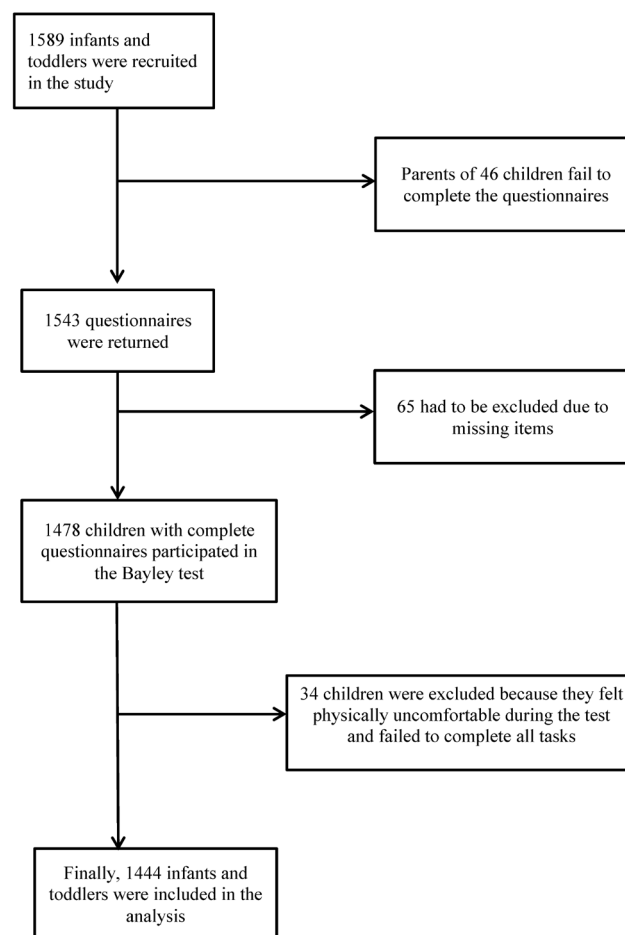 1589 infants and
toddlers were recruited
in the study
Parents of 46 children fail to
complete the questionnaires
1543 questionnaires
were returned
65 had to be excluded due to
missing items
1478 children with complete
questionnaires participated in
the Bayley test
34 children were excluded because they felt
physically uncomfortable during the test
and failed to complete all tasks
Finally, 1444 infants and
toddlers were included in the
analysis